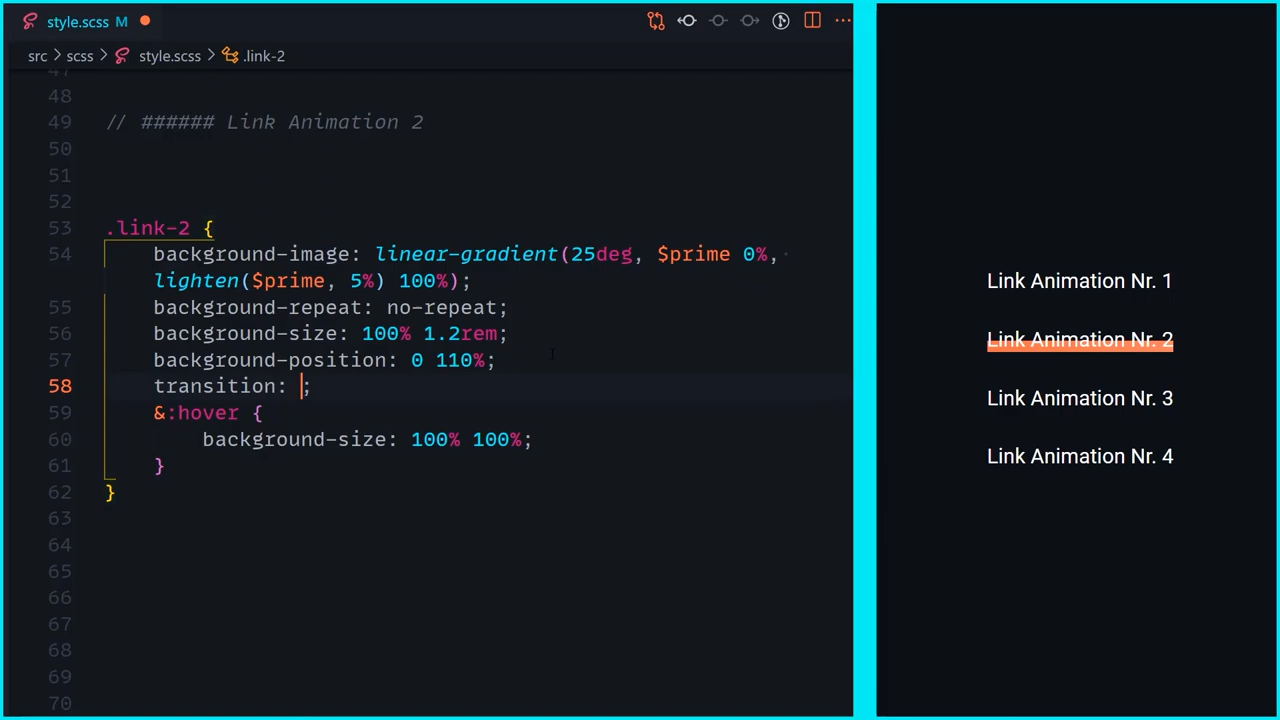 style.scss M
src > scss > style.scss > .link-2
47
48
49 // ###### Link Animation 2
50
51
52
53 .link-2 {
54 background-image: linear-gradient(25deg, $prime 0%,
lighten($prime, 5%) 100%);
55 background-repeat: no-repeat;
56 background-size: 100% 1.2rem;
57 background-position: 0 110%;
58 transition: ;
59 &:hover {
60 background-size: 100% 100%;
61 }
62 }
63
64
65
66
67
68
69
70
Link Animation Nr. 1
Link Animation Nr. 2
Link Animation Nr. 3
Link Animation Nr. 4